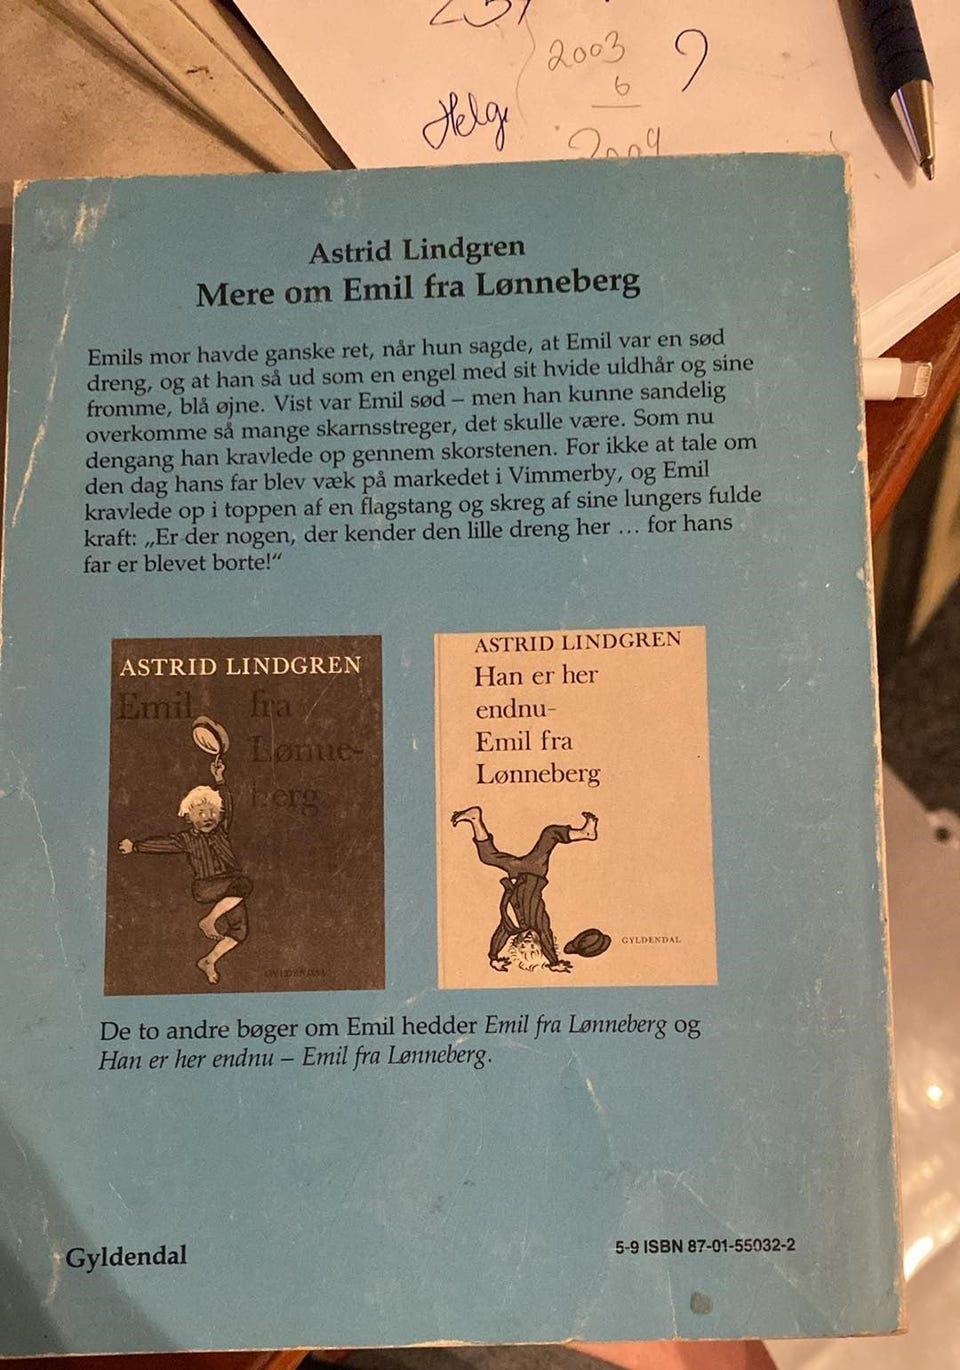 2003
6
2009
Helge
Astrid Lindgren
Mere om Emil fra Lønneberg
Emils mor havde ganske ret, når hun sagde, at Emil var en sød
dreng, og at han så ud som en engel med sit hvide uldhår og sine
fromme, blå øjne. Vist var Emil sød – men han kunne sandelig
overkomme så mange skarnsstreger, det skulle være. Som nu
dengang han kravlede op gennem skorstenen. For ikke at tale om
den dag hans far blev væk på markedet i Vimmerby, og Emil
kravlede op i toppen af en flagstang og skreg af sine lungers fulde
kraft: „Er der nogen, der kender den lille dreng her ... for hans
far er blevet borte!“
ASTRID LINDGREN
Emil fra
Lønne-
berg
GYLDENDAL
ASTRID LINDGREN
Han er her
endnu-
Emil fra
Lønneberg
GYLDENDAL
De to andre bøger om Emil hedder Emil fra Lønneberg og
Han er her endnu – Emil fra Lønneberg.
Gyldendal
5-9 ISBN 87-01-55032-2